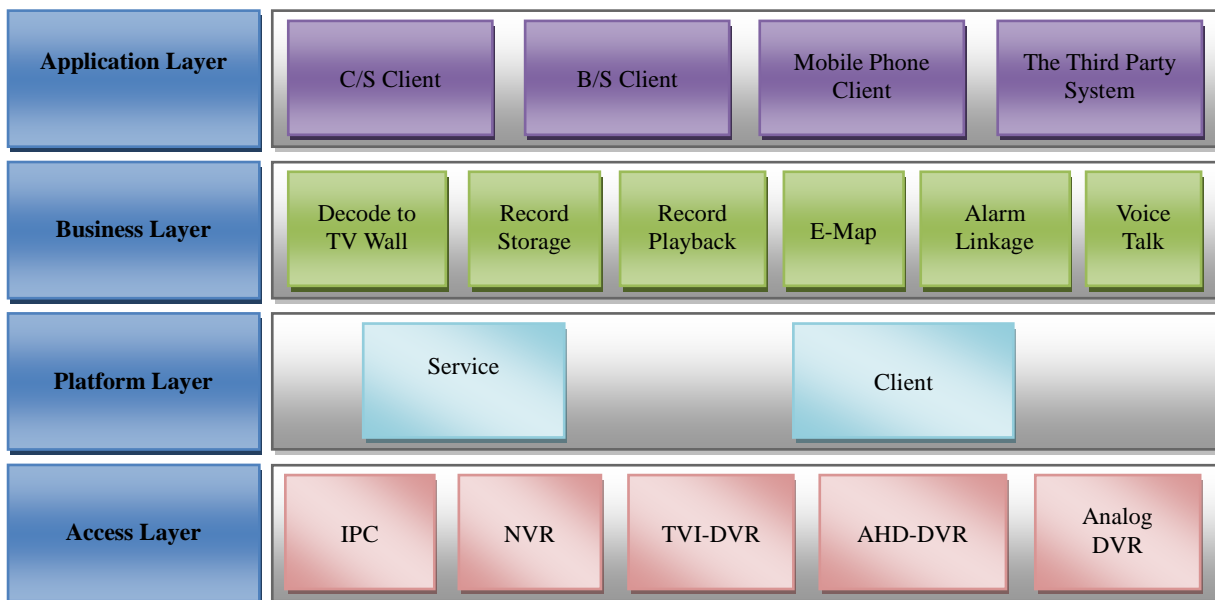 Application Layer
C/S Client
B/S Client
Mobile Phone
Client
The Third Party
System
Business Layer
Decode to
TV Wall
Record
Storage
Record
Playback
E-Map
Alarm
Linkage
Voice
Talk
Platform Layer
Service
Client
Access Layer
IPC
NVR
TVI-DVR
AHD-DVR
Analog
DVR